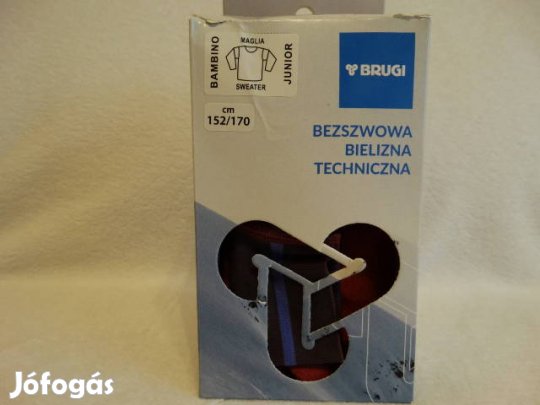 BAMBINO
MAGLIA
SWEATER
JUNIOR
cm
152/170
BRUGI
BEZSZWOWA
BIELIZNA
TECHNICZNA
Jófogás